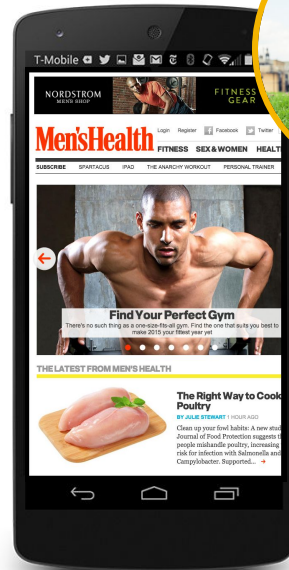 T-Mobile
NORDSTROM
MEN'S SHOP
FITNESS
GEAR
Men'sHealth
Login Register Facebook Twitter
FITNESS SEX & WOMEN HEALT
SUBSCRIBE SPARTACUS IPAD THE ANARCHY WORKOUT PERSONAL TRAINER
Find Your Perfect Gym
There's no such thing as a one-size-fits-all gym. Find the one that suits you best to
make 2015 your fittest year yet
THE LATEST FROM MEN'S HEALTH
The Right Way to Cook
Poultry
BY JULIE STEWART 1 HOUR AGO
Clean up your fowl habits: A new stud
Journal of Food Protection suggests th
people mishandle poultry, increasing
risk for infection with Salmonella and
Campylobacter. Supported...